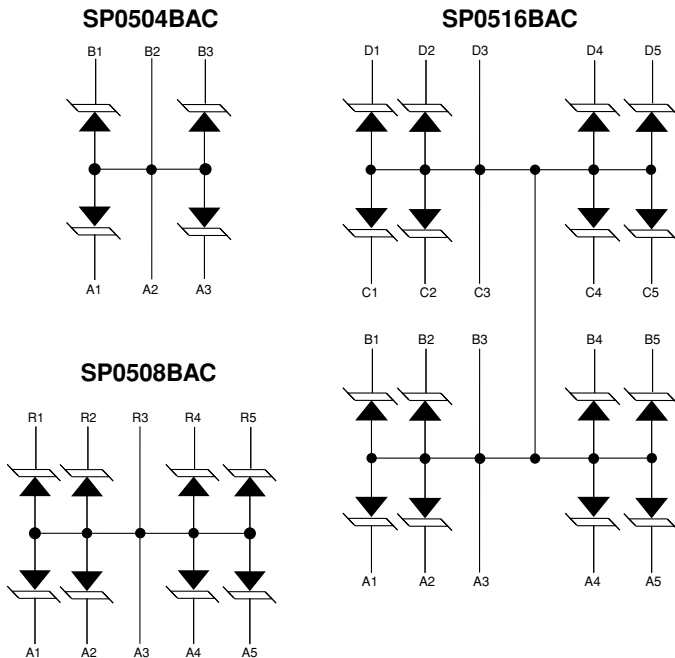 SP0504BAC
B1 B2 B3
A1 A2 A3
SP0508BAC
R1 R2 R3 R4 R5
A1 A2 A3 A4 A5
SP0516BAC
D1 D2 D3 D4 D5
C1 C2 C3 C4 C5
B1 B2 B3 B4 B5
A1 A2 A3 A4 A5